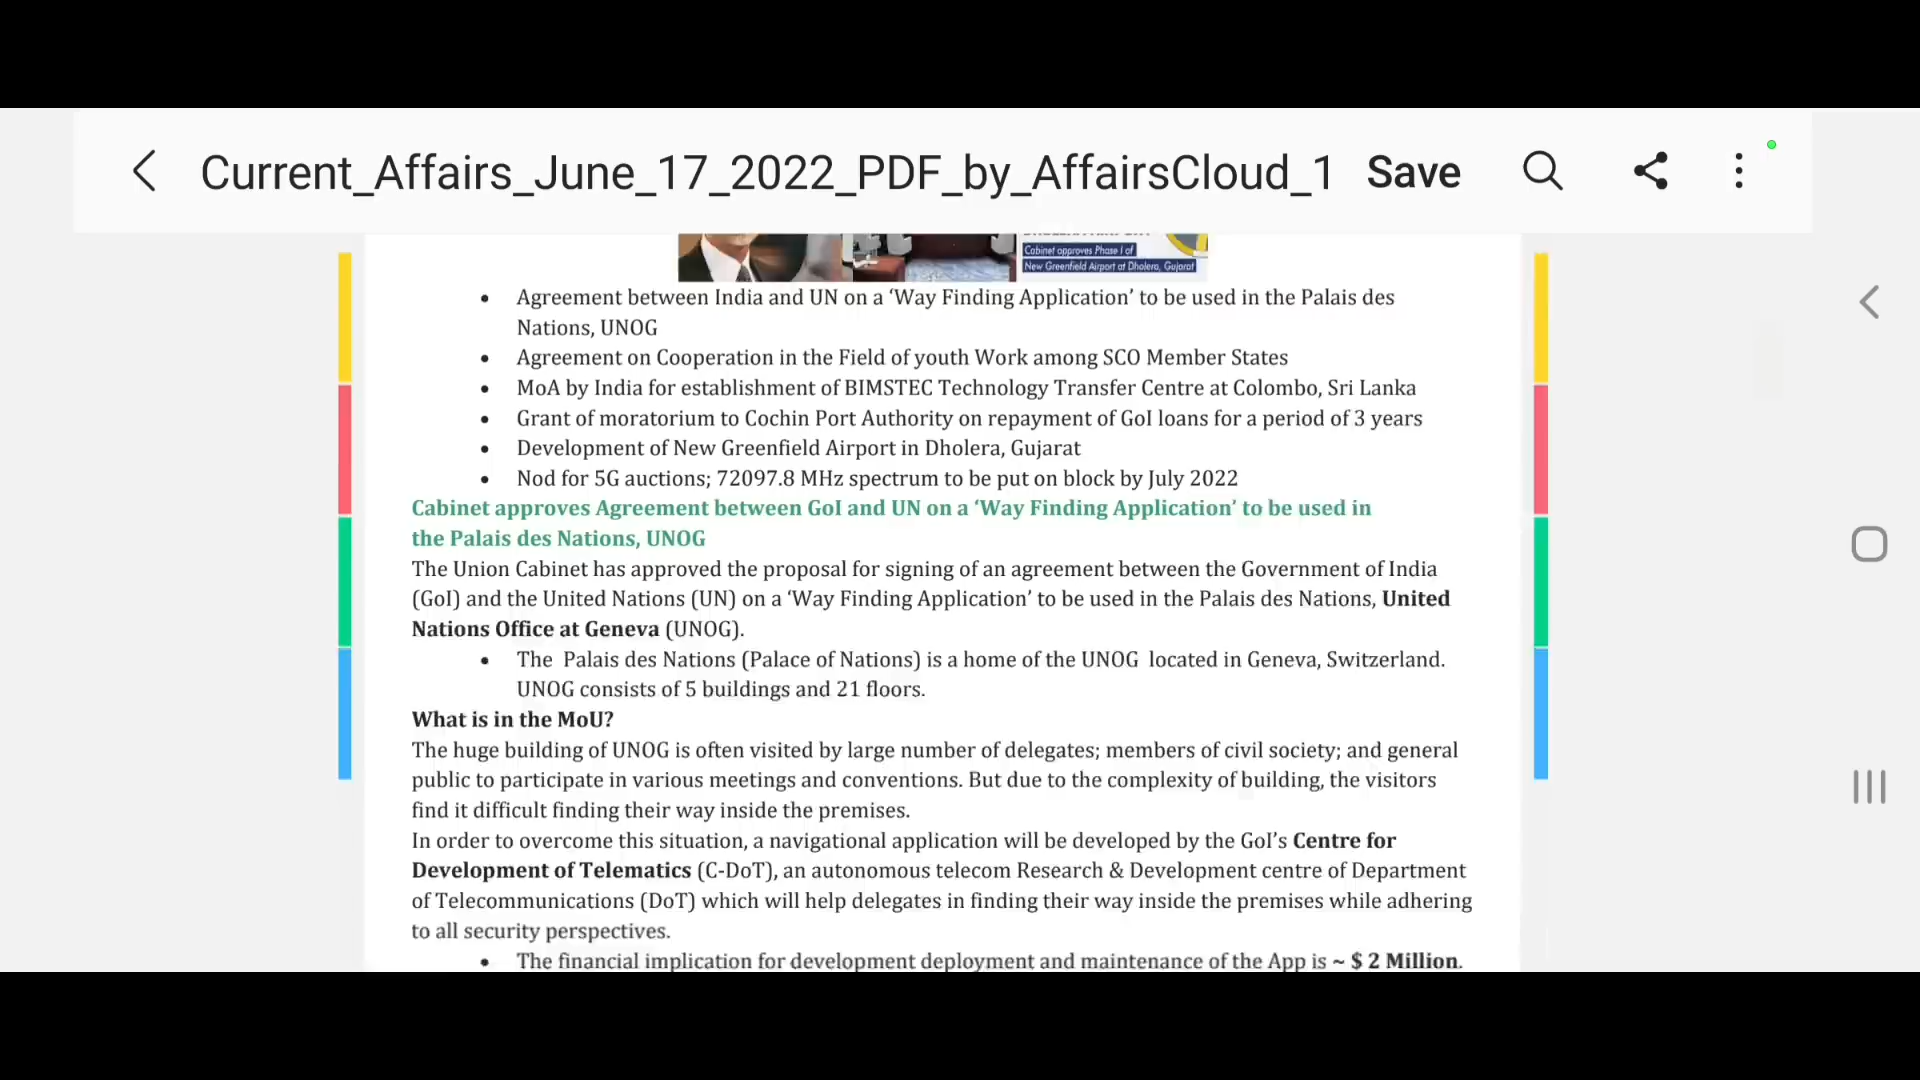 Current_Affairs_June_17_2022_PDF_by_AffairsCloud_1 Save
Cabinet approves Phase I of
New Greenfield Airport at Dholera, Gujarat
• Agreement between India and UN on a ‘Way Finding Application’ to be used in the Palais des
Nations, UNOG
• Agreement on Cooperation in the Field of youth Work among SCO Member States
• MoA by India for establishment of BIMSTEC Technology Transfer Centre at Colombo, Sri Lanka
• Grant of moratorium to Cochin Port Authority on repayment of GoI loans for a period of 3 years
• Development of New Greenfield Airport in Dholera, Gujarat
• Nod for 5G auctions; 72097.8 MHz spectrum to be put on block by July 2022
Cabinet approves Agreement between GoI and UN on a ‘Way Finding Application’ to be used in
the Palais des Nations, UNOG
The Union Cabinet has approved the proposal for signing of an agreement between the Government of India
(GoI) and the United Nations (UN) on a ‘Way Finding Application’ to be used in the Palais des Nations, United
Nations Office at Geneva (UNOG).
• The Palais des Nations (Palace of Nations) is a home of the UNOG located in Geneva, Switzerland.
UNOG consists of 5 buildings and 21 floors.
What is in the MoU?
The huge building of UNOG is often visited by large number of delegates; members of civil society; and general
public to participate in various meetings and conventions. But due to the complexity of building, the visitors
find it difficult finding their way inside the premises.
In order to overcome this situation, a navigational application will be developed by the GoI’s Centre for
Development of Telematics (C-DoT), an autonomous telecom Research & Development centre of Department
of Telecommunications (DoT) which will help delegates in finding their way inside the premises while adhering
to all security perspectives.
• The financial implication for development deployment and maintenance of the App is ~ $ 2 Million.